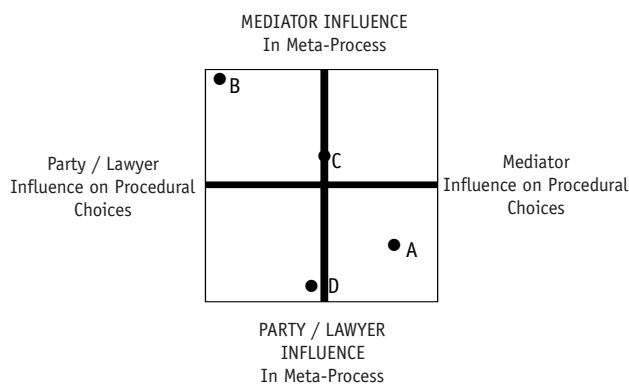 MEDIATOR INFLUENCE
In Meta-Process
B
C
Party / Lawyer
Influence on Procedural
Choices
Mediator
Influence on Procedural
Choices
A
D
PARTY / LAWYER
INFLUENCE
In Meta-Process